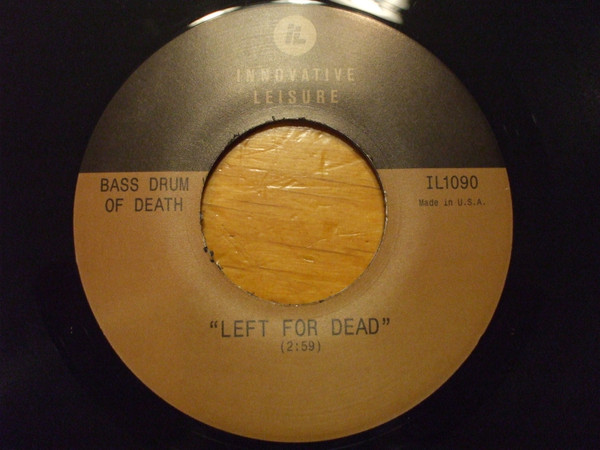 iL
INNOVATIVE
LEISURE
BASS DRUM
OF DEATH
IL1090
Made in U.S.A.
"LEFT FOR DEAD"
(2:59)